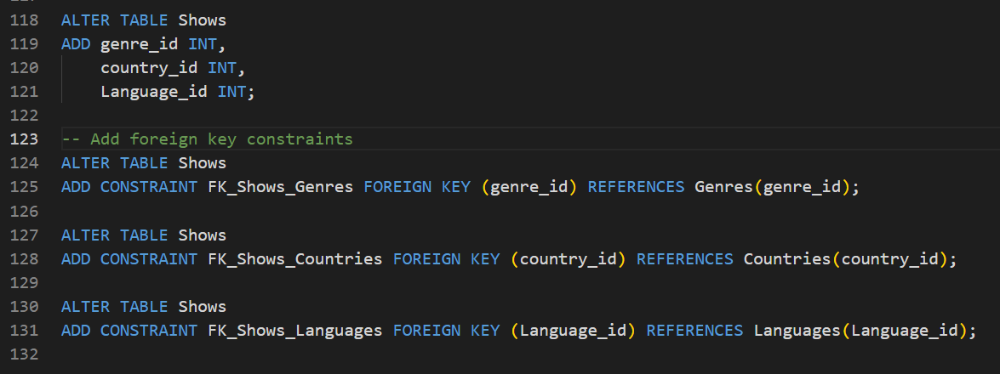 118 ALTER TABLE Shows
119 ADD genre_id INT,
120     country_id INT,
121     Language_id INT;
122
123 -- Add foreign key constraints
124 ALTER TABLE Shows
125 ADD CONSTRAINT FK_Shows_Genres FOREIGN KEY (genre_id) REFERENCES Genres(genre_id);
126
127 ALTER TABLE Shows
128 ADD CONSTRAINT FK_Shows_Countries FOREIGN KEY (country_id) REFERENCES Countries(country_id);
129
130 ALTER TABLE Shows
131 ADD CONSTRAINT FK_Shows_Languages FOREIGN KEY (Language_id) REFERENCES Languages(Language_id);
132